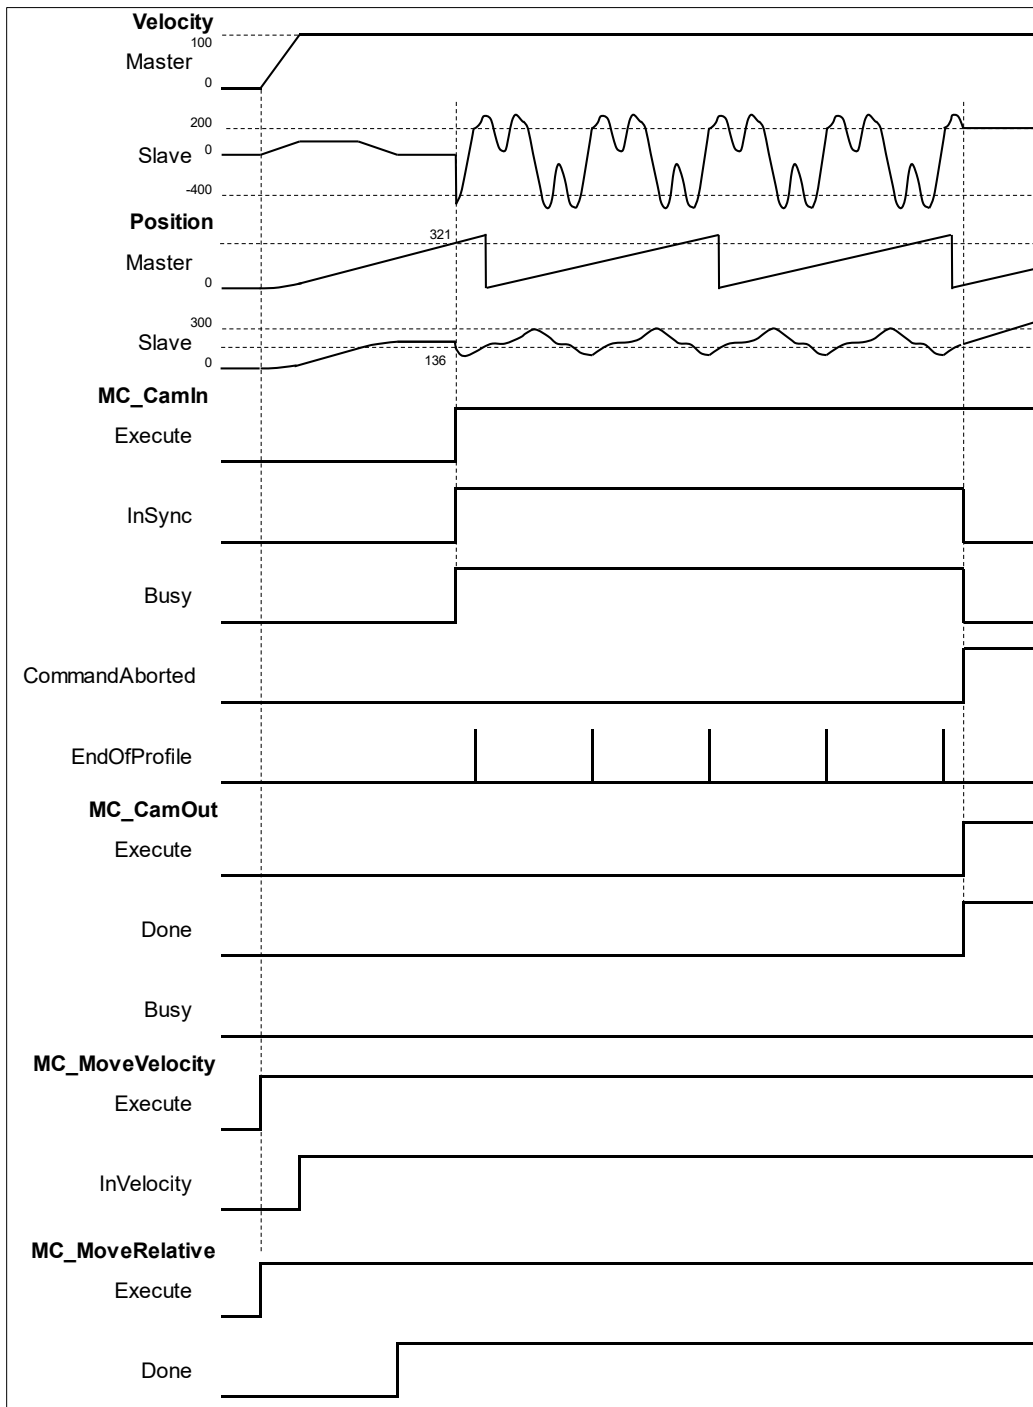 Velocity
100
Master
0
200
Slave 0
-400
Position
321
Master
0
300
Slave
136
0
MC_CamIn
Execute
InSync
Busy
CommandAborted
EndOfProfile
MC_CamOut
Execute
Done
Busy
MC_MoveVelocity
Execute
InVelocity
MC_MoveRelative
Execute
Done